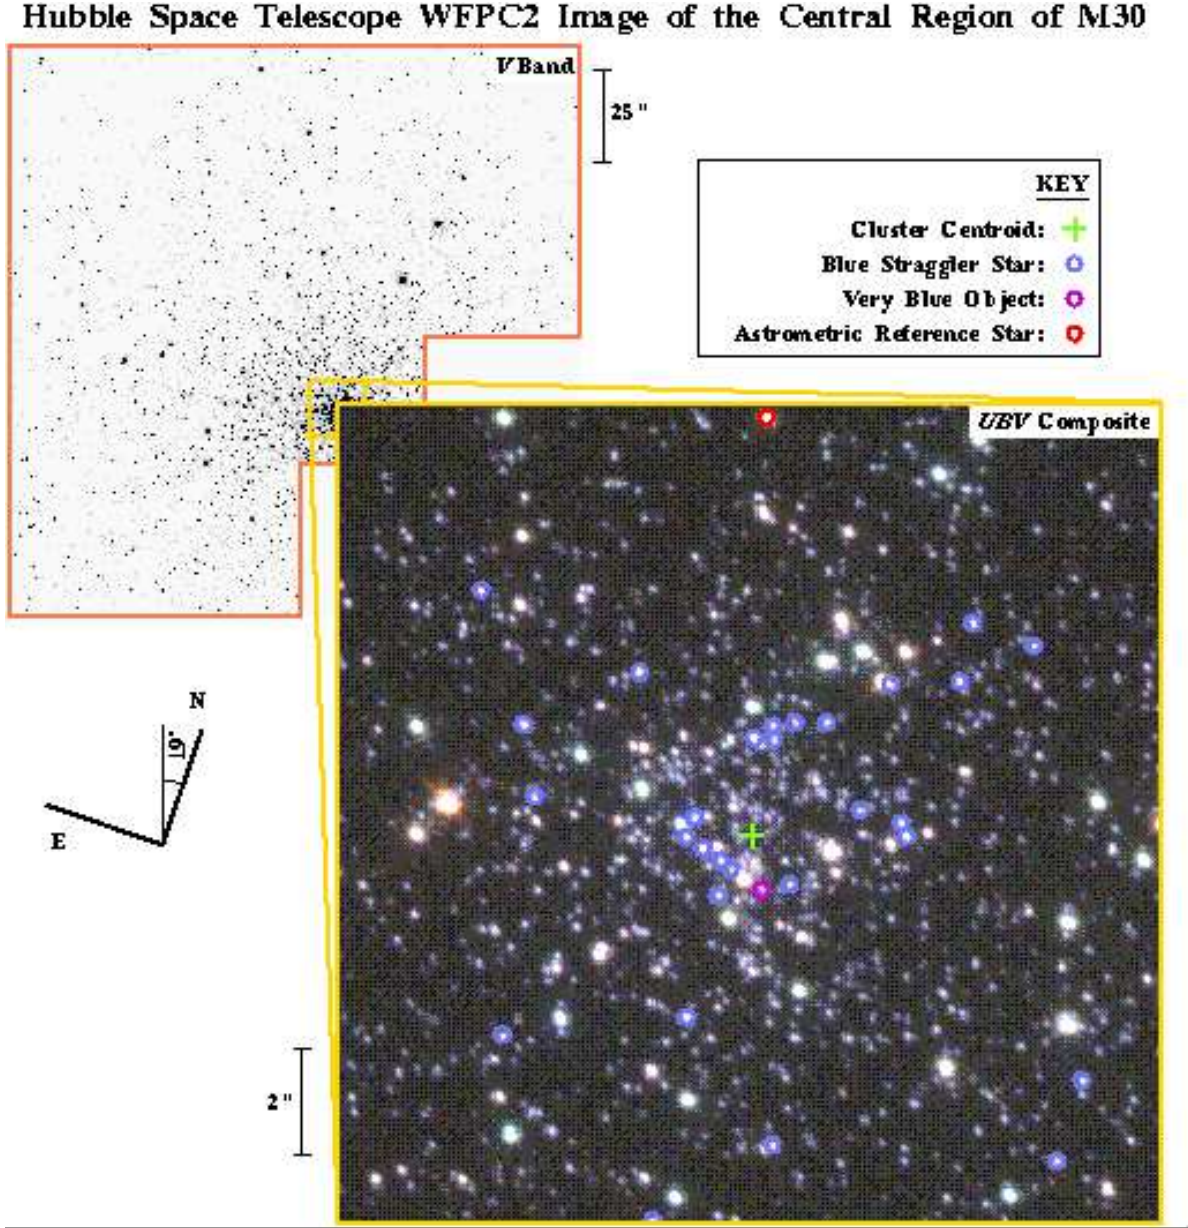 Hubble Space Telescope WFPC2 Image of the Central Region of M30
V Band
25"
KEY
Cluster Centroid:
Blue Straggler Star:
Very Blue Object:
Astrometric Reference Star:
UBV Composite
N
19°
E
2"